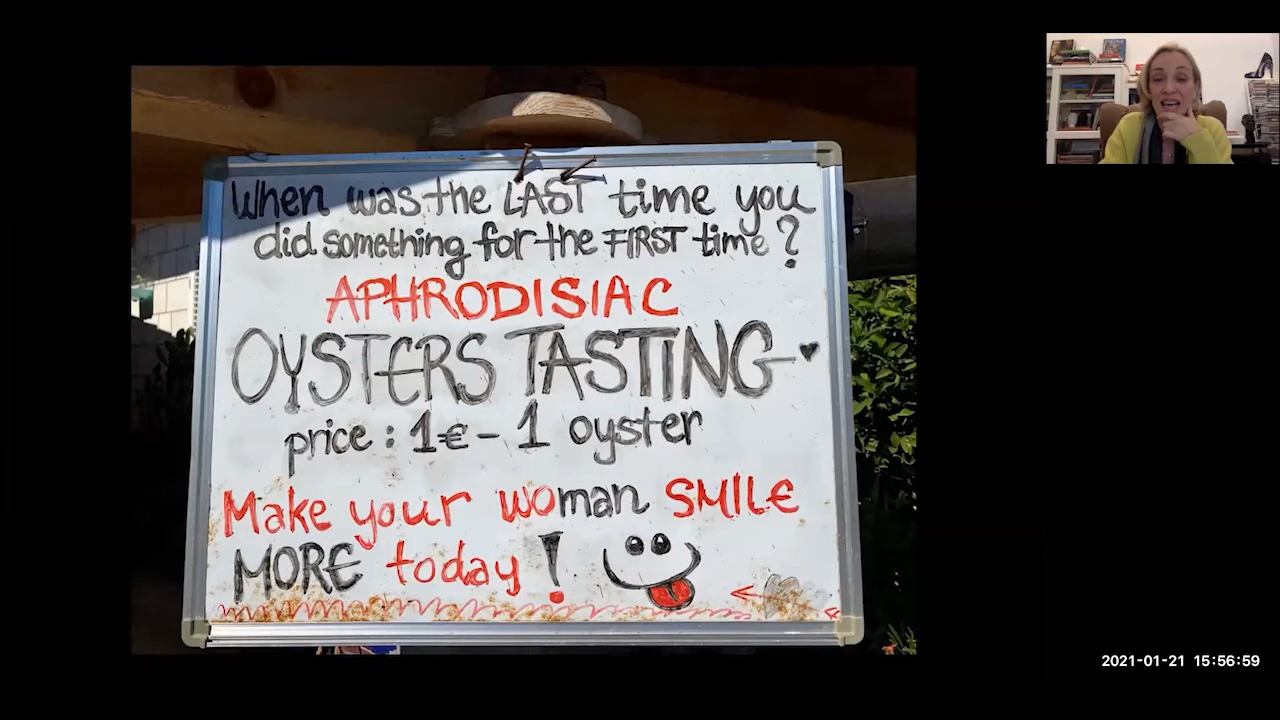 When was the LAST time you
did something for the FIRST time?
APHRODISIAC
OYSTERS TASTING
price : 1€ - 1 oyster
Make your woman SMILE
MORE today!
2021-01-21 15:56:59